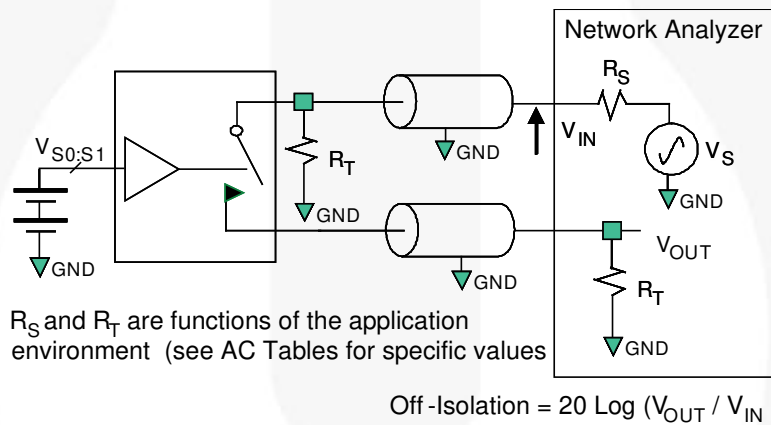 Network Analyzer
R_S
V_IN
V_S
GND
V_S0:S1
R_T
GND
GND
GND
GND
V_OUT
R_T
GND
R_S and R_T are functions of the application
environment (see AC Tables for specific values
Off-Isolation = 20 Log (V_OUT / V_IN